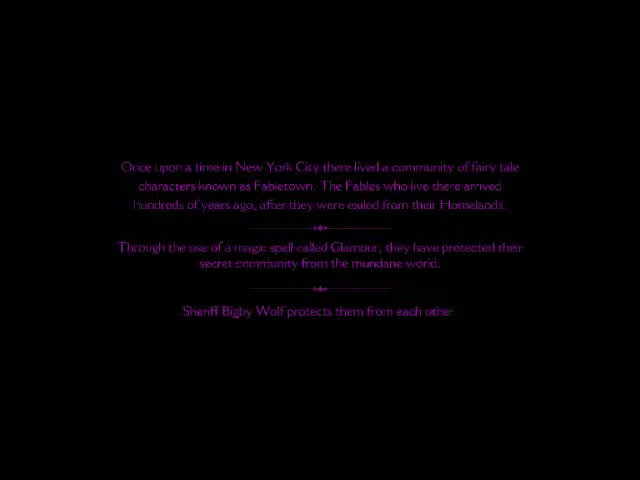 Once upon a time in New York City there lived a community of fairy tale
characters known as Fabletown. The Fables who live there arrived
hundreds of years ago, after they were exiled from their Homelands.
Through the use of a magic spell called Glamour, they have protected their
secret community from the mundane world.
Sheriff Bigby Wolf protects them from each other.